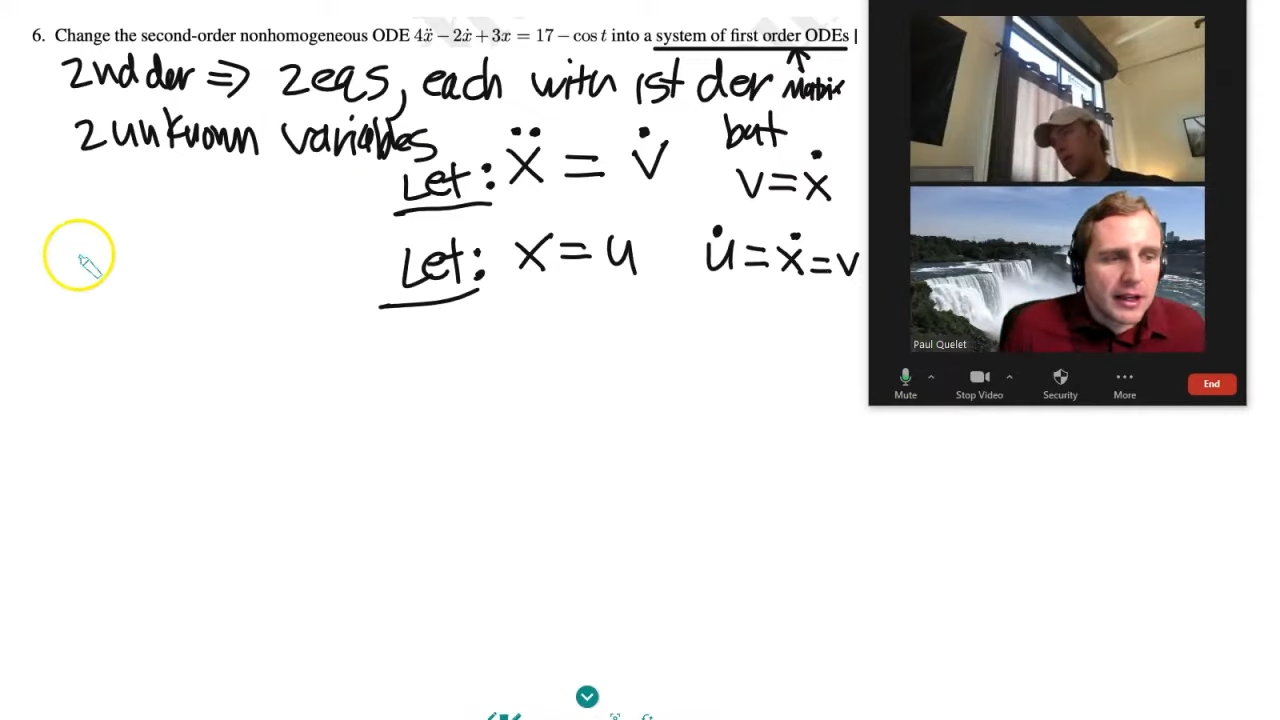 6. Change the second-order nonhomogeneous ODE 4ẍ − 2ẋ + 3x = 17 − cos t into a system of first order ODEs
2nd der ⇒ 2 eqs, each with 1st der
Matrix
2 unknown variables
but
Let: ẍ = v̇
v = ẋ
Let: x = u
u̇ = ẋ = v
Paul Quelet
Mute
Stop Video
Security
More
End